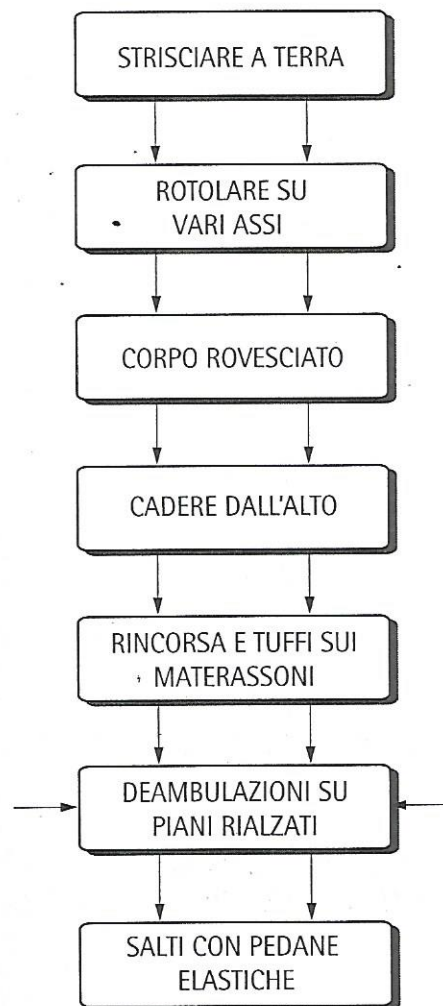 STRISCIARE A TERRA
ROTOLARE SU
VARI ASSI
CORPO ROVESCIATO
CADERE DALL'ALTO
RINCORSA E TUFFI SUI
MATERASSONI
DEAMBULAZIONI SU
PIANI RIALZATI
SALTI CON PEDANE
ELASTICHE